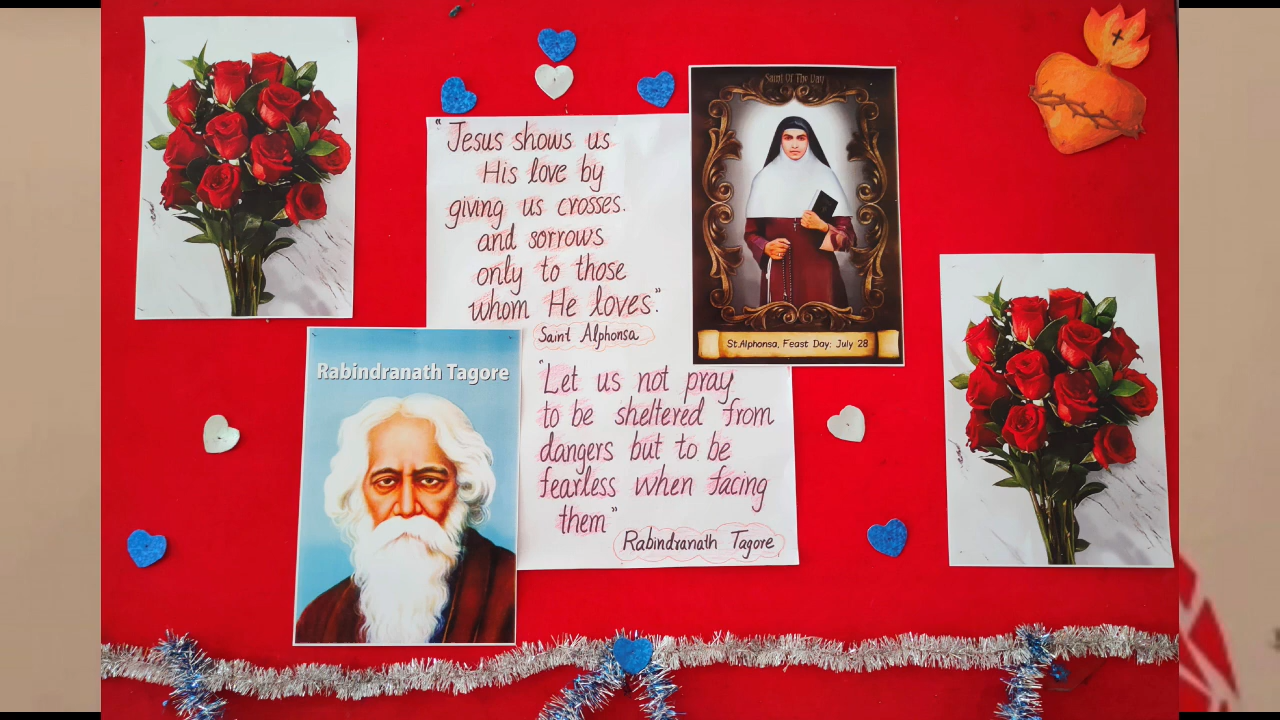 "Jesus shows us
His love by
giving us crosses.
and sorrows
only to those
whom He loves."
Saint Alphonsa
Saint Of The Day
St.Alphonsa, Feast Day: July 28
Rabindranath Tagore
"Let us not pray
to be sheltered from
dangers but to be
fearless when facing
them"
Rabindranath Tagore